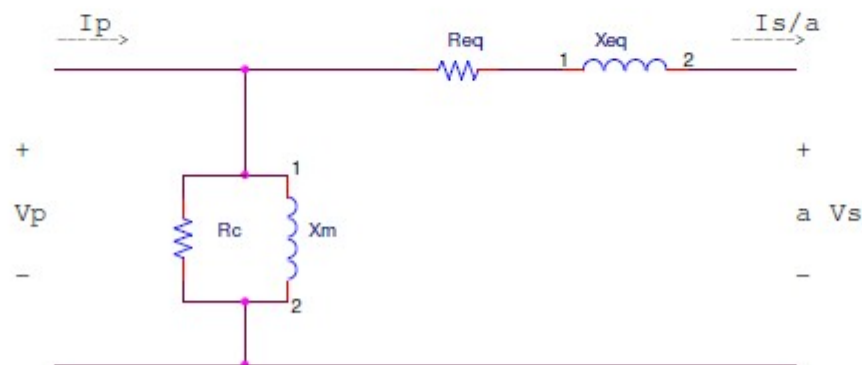 Ip
Is/a
Req
Xeq
1
2
+
+
1
Vp
Rc
Xm
a Vs
-
-
2